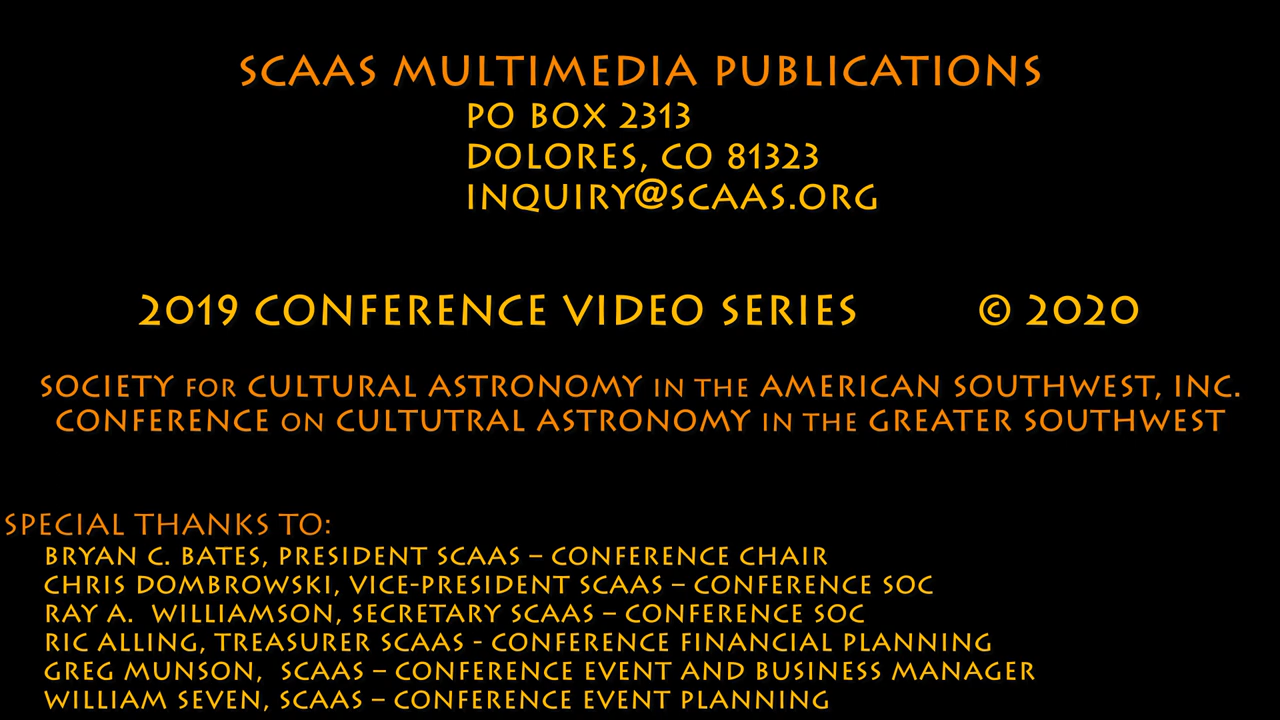 SCAAS MULTIMEDIA PUBLICATIONS
PO BOX 2313
DOLORES, CO 81323
INQUIRY@SCAAS.ORG
2019 CONFERENCE VIDEO SERIES © 2020
SOCIETY FOR CULTURAL ASTRONOMY IN THE AMERICAN SOUTHWEST, INC.
CONFERENCE ON CULTUTRAL ASTRONOMY IN THE GREATER SOUTHWEST
SPECIAL THANKS TO:
BRYAN C. BATES, PRESIDENT SCAAS – CONFERENCE CHAIR
CHRIS DOMBROWSKI, VICE-PRESIDENT SCAAS – CONFERENCE SOC
RAY A. WILLIAMSON, SECRETARY SCAAS – CONFERENCE SOC
RIC ALLING, TREASURER SCAAS - CONFERENCE FINANCIAL PLANNING
GREG MUNSON, SCAAS – CONFERENCE EVENT AND BUSINESS MANAGER
WILLIAM SEVEN, SCAAS – CONFERENCE EVENT PLANNING